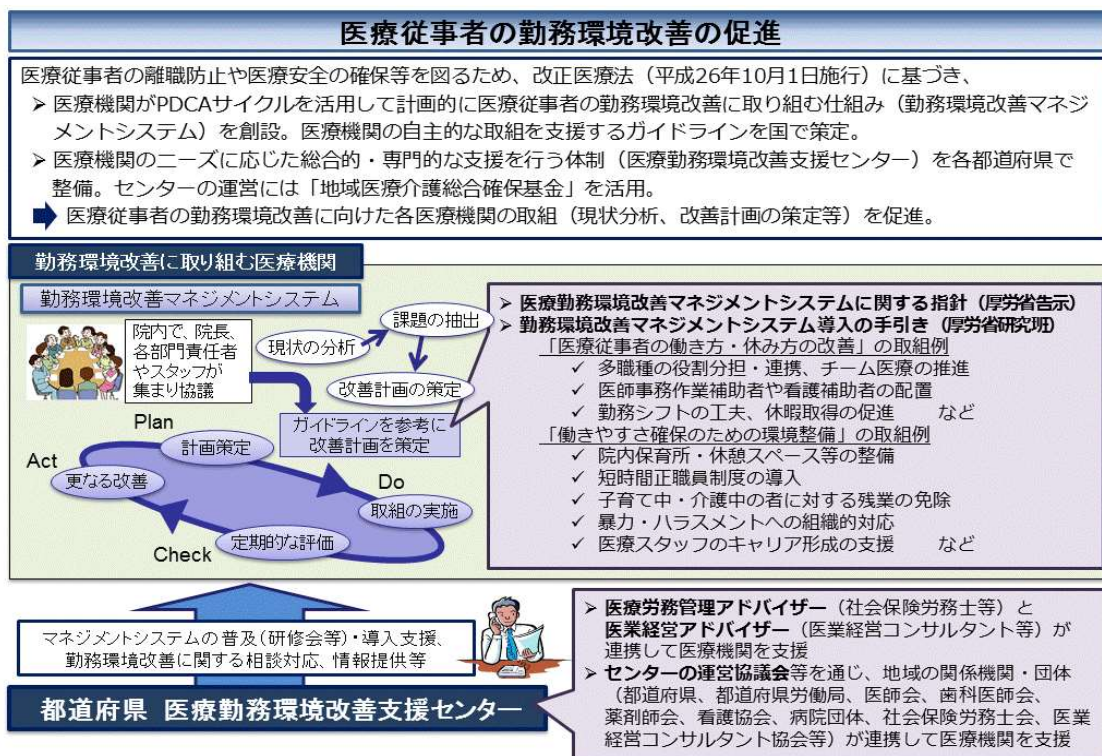 医療従事者の勤務環境改善の促進
医療従事者の離職防止や医療安全の確保等を図るため、改正医療法（平成26年10月1日施行）に基づき、
➢ 医療機関がPDCAサイクルを活用して計画的に医療従事者の勤務環境改善に取り組む仕組み（勤務環境改善マネジ
メントシステム）を創設。医療機関の自主的な取組を支援するガイドラインを国で策定。
➢ 医療機関のニーズに応じた総合的・専門的な支援を行う体制（医療勤務環境改善支援センター）を各都道府県で
整備。センターの運営には「地域医療介護総合確保基金」を活用。
医療従事者の勤務環境改善に向けた各医療機関の取組（現状分析、改善計画の策定等）を促進。
勤務環境改善に取り組む医療機関
勤務環境改善マネジメントシステム
院内で、院長、
各部門責任者
やスタッフが
集まり協議
現状の分析
課題の抽出
改善計画の策定
ガイドラインを参考に
改善計画を策定
Plan
計画策定
Act
更なる改善
Do
取組の実施
Check
定期的な評価
➢ 医療勤務環境改善マネジメントシステムに関する指針（厚労省告示）
➢ 勤務環境改善マネジメントシステム導入の手引き（厚労省研究班）
「医療従事者の働き方・休み方の改善」の取組例
✓ 多職種の役割分担・連携、チーム医療の推進
✓ 医師事務作業補助者や看護補助者の配置
✓ 勤務シフトの工夫、休暇取得の促進 など
「働きやすさ確保のための環境整備」の取組例
✓ 院内保育所・休憩スペース等の整備
✓ 短時間正職員制度の導入
✓ 子育て中・介護中の者に対する残業の免除
✓ 暴力・ハラスメントへの組織的対応
✓ 医療スタッフのキャリア形成の支援 など
マネジメントシステムの普及（研修会等）・導入支援、
勤務環境改善に関する相談対応、情報提供等
都道府県 医療勤務環境改善支援センター
➢ 医療労務管理アドバイザー（社会保険労務士等）と
医業経営アドバイザー（医業経営コンサルタント等）が
連携して医療機関を支援
➢ センターの運営協議会等を通じ、地域の関係機関・団体
（都道府県、都道府県労働局、医師会、歯科医師会、
薬剤師会、看護協会、病院団体、社会保険労務士会、医業
経営コンサルタント協会等）が連携して医療機関を支援